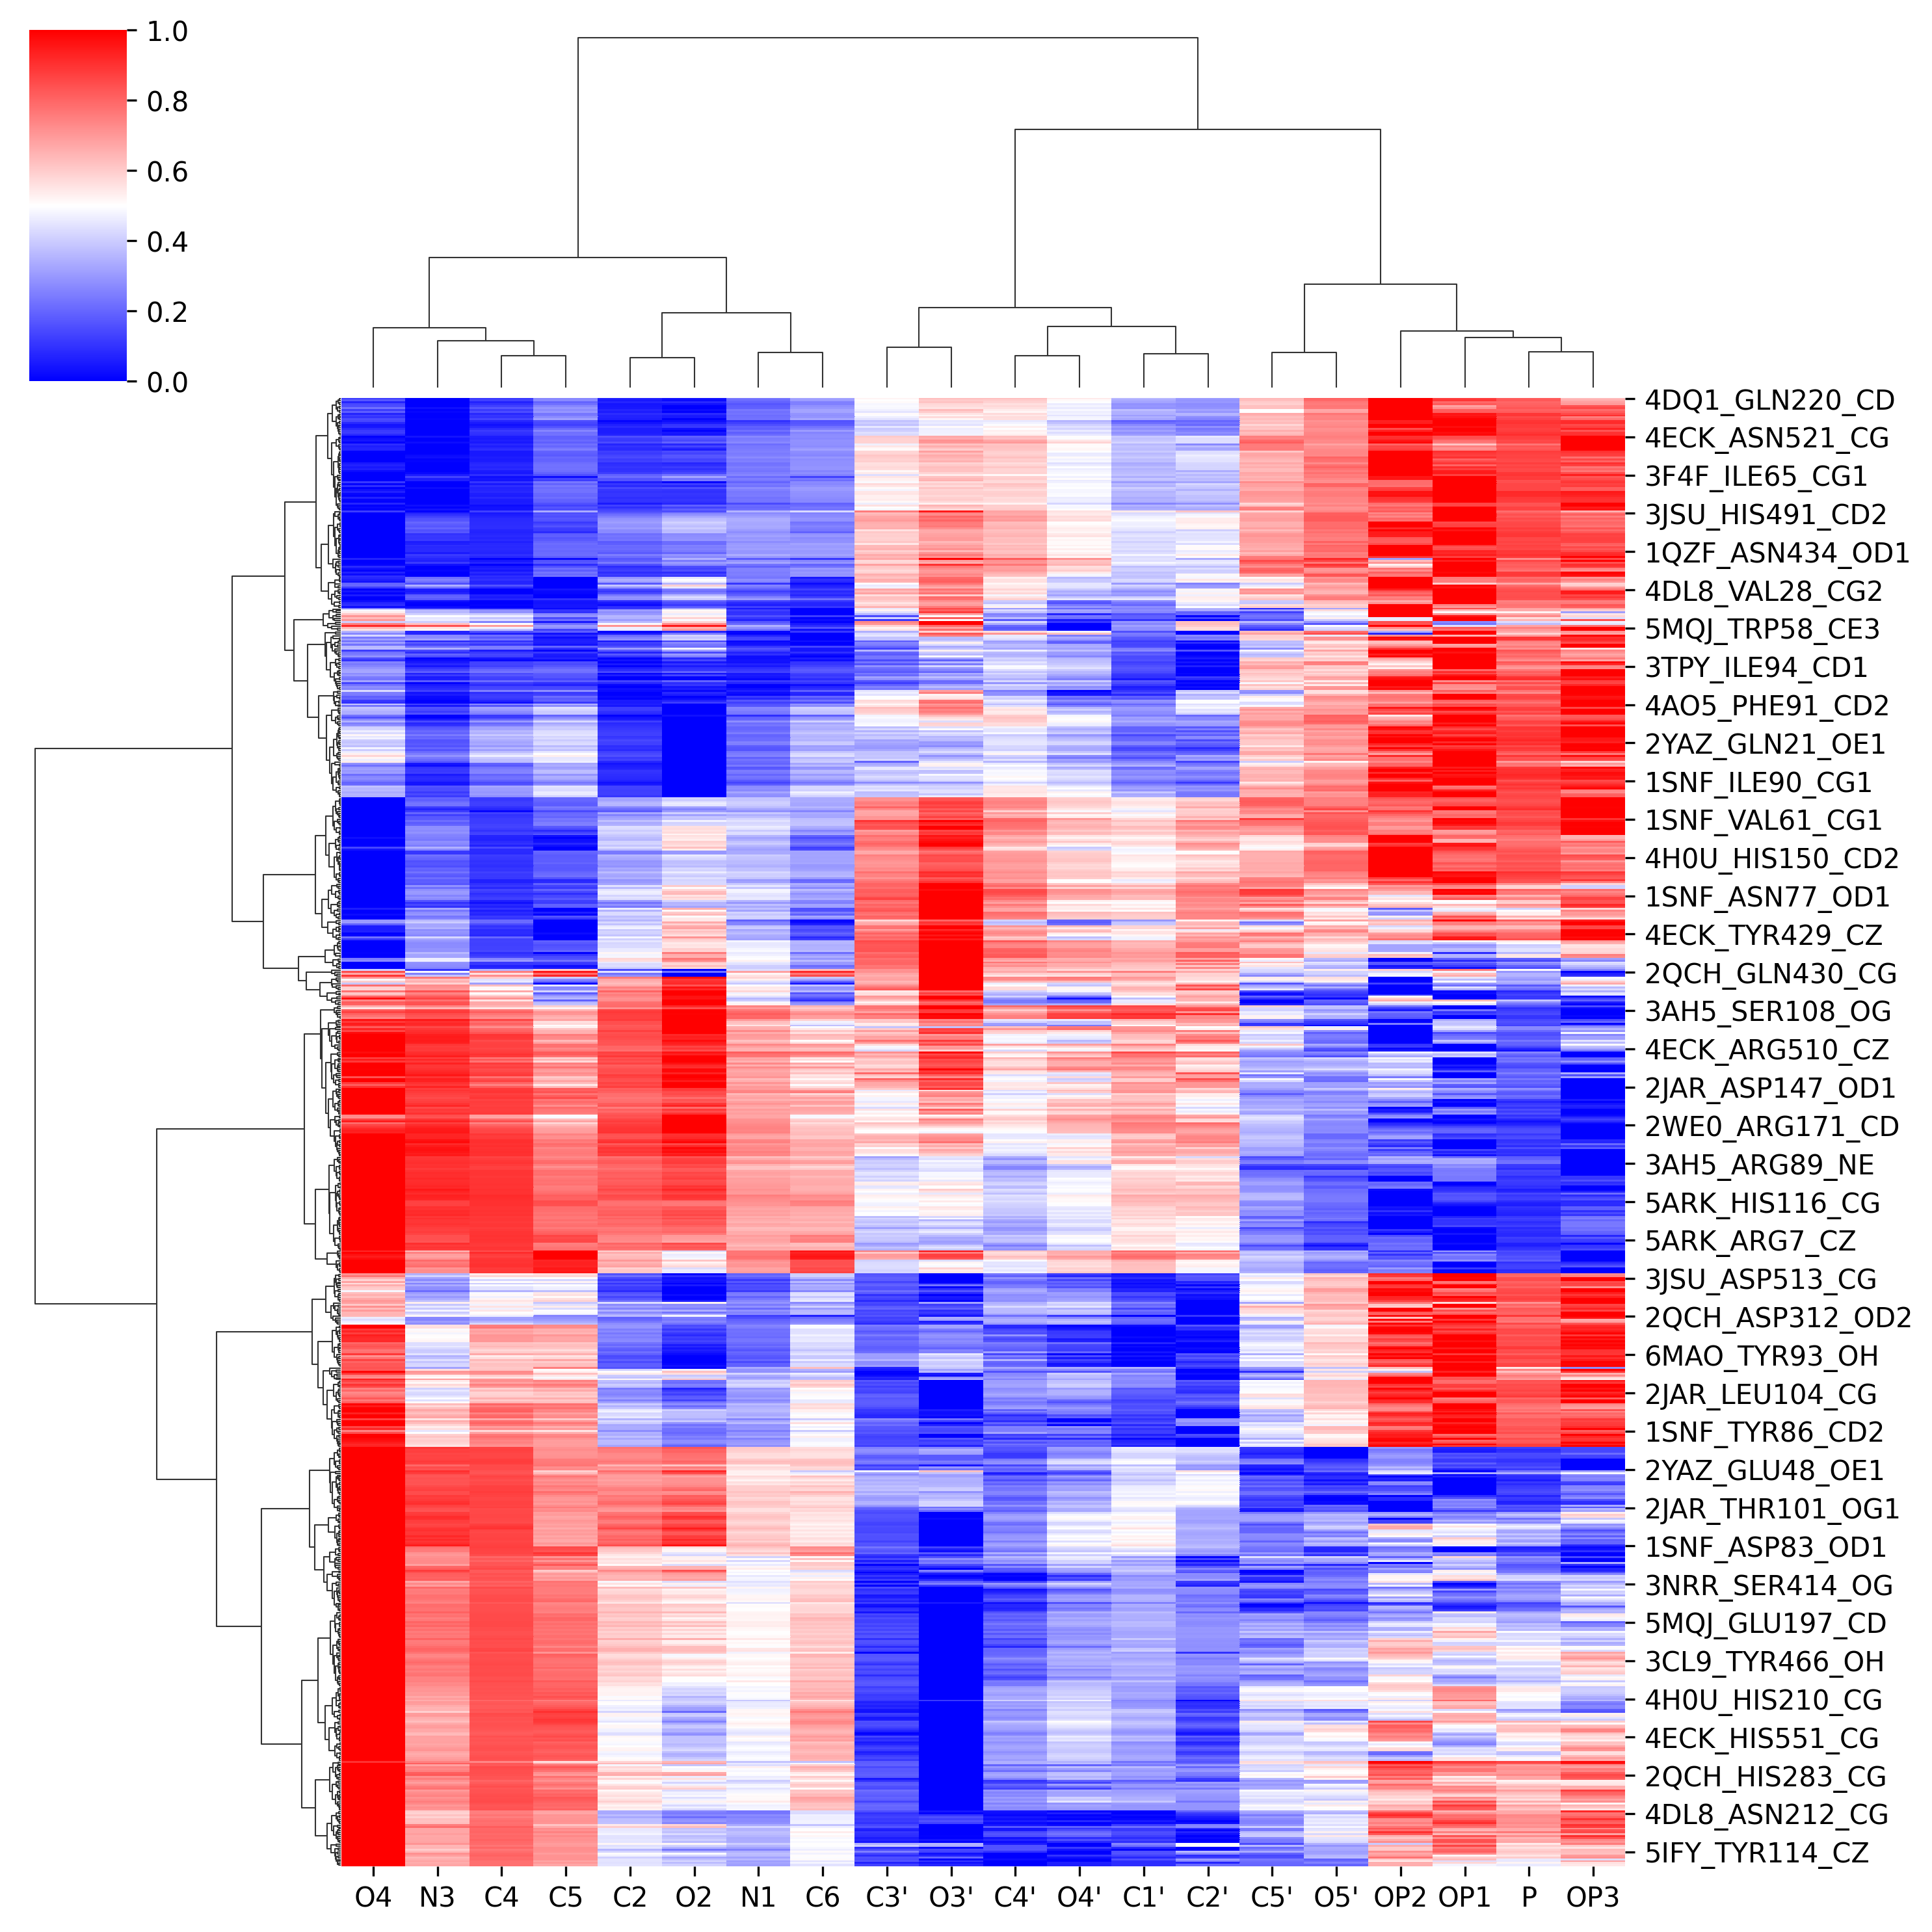 1.0
0.8
0.6
0.4
0.2
0.0
4DQ1_GLN220_CD
4ECK_ASN521_CG
3F4F_ILE65_CG1
3JSU_HIS491_CD2
1QZF_ASN434_OD1
4DL8_VAL28_CG2
5MQJ_TRP58_CE3
3TPY_ILE94_CD1
4AO5_PHE91_CD2
2YAZ_GLN21_OE1
1SNF_ILE90_CG1
1SNF_VAL61_CG1
4H0U_HIS150_CD2
1SNF_ASN77_OD1
4ECK_TYR429_CZ
2QCH_GLN430_CG
3AH5_SER108_OG
4ECK_ARG510_CZ
2JAR_ASP147_OD1
2WE0_ARG171_CD
3AH5_ARG89_NE
5ARK_HIS116_CG
5ARK_ARG7_CZ
3JSU_ASP513_CG
2QCH_ASP312_OD2
6MAO_TYR93_OH
2JAR_LEU104_CG
1SNF_TYR86_CD2
2YAZ_GLU48_OE1
2JAR_THR101_OG1
1SNF_ASP83_OD1
3NRR_SER414_OG
5MQJ_GLU197_CD
3CL9_TYR466_OH
4H0U_HIS210_CG
4ECK_HIS551_CG
2QCH_HIS283_CG
4DL8_ASN212_CG
5IFY_TYR114_CZ
O4 N3 C4 C5 C2 O2 N1 C6 C3' O3' C4' O4' C1' C2' C5' O5' OP2 OP1 P OP3